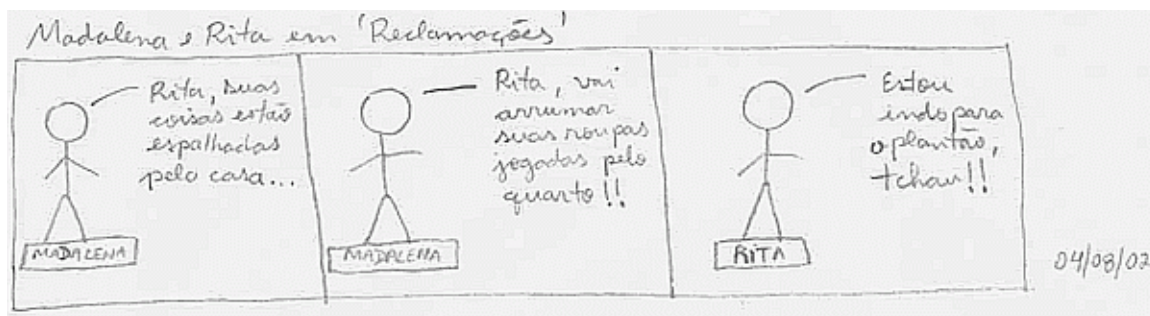 Madalena e Rita em 'Reclamações'
Rita, suas
coisas estão
espalhadas
pela casa...
MADALENA
Rita, vai
arrumar
suas roupas
jogadas pelo
quarto!!
MADALENA
Estou
indo para
o plantão,
tchau!!
RITA
04/08/02